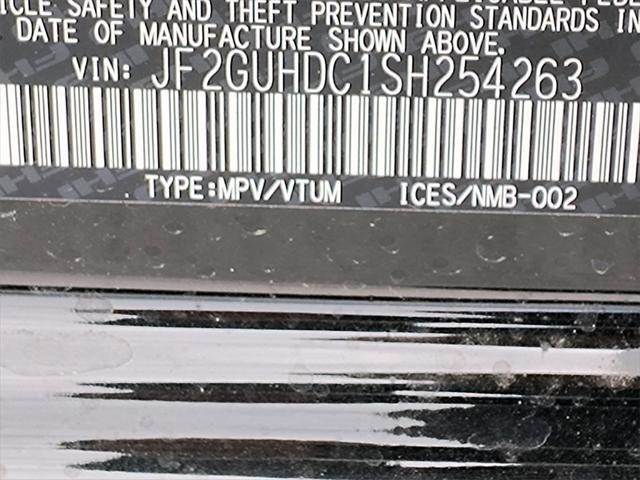 VEHICLE SAFETY AND THEFT PREVENTION STANDARDS IN
DATE OF MANUFACTURE SHOWN ABOVE.
VIN: JF2GUHDC1SH254263
TYPE:MPV/VTUM ICES/NMB-002